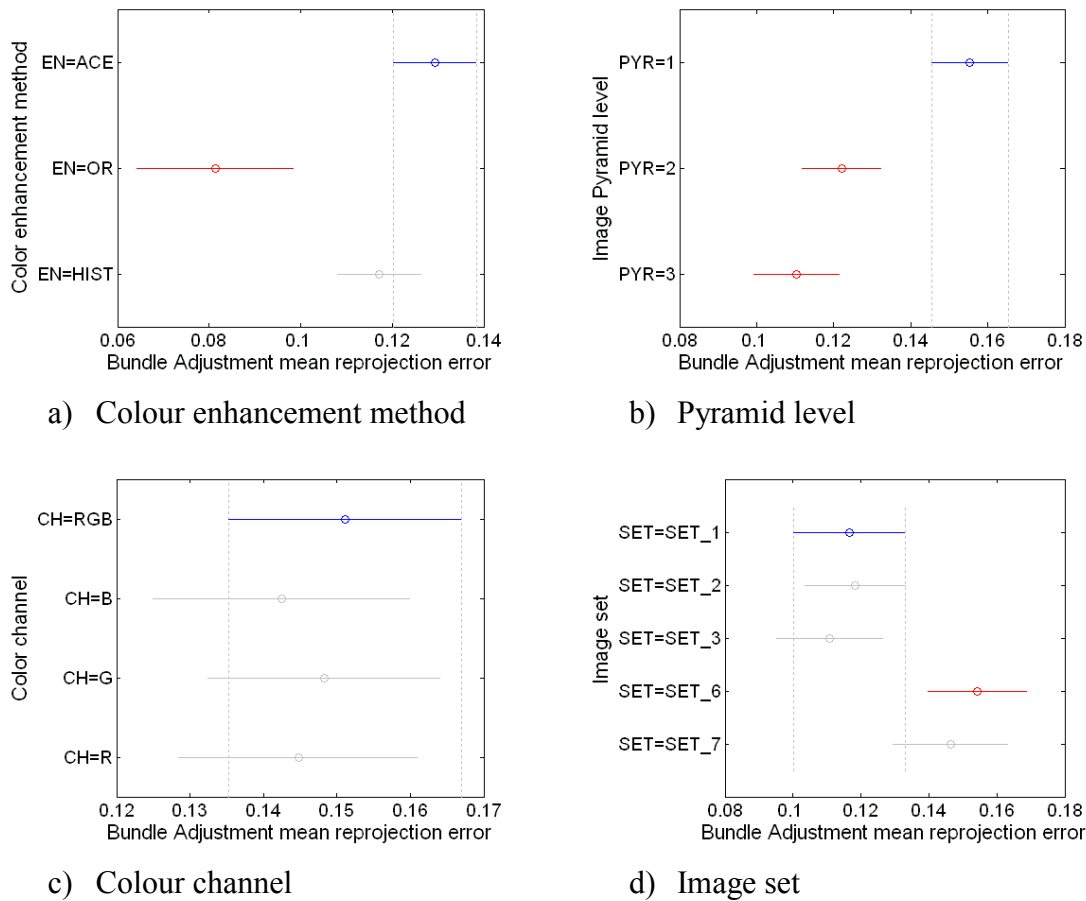 Color enhancement method
EN=ACE
EN=OR
EN=HIST
0.06 0.08 0.1 0.12 0.14
Bundle Adjustment mean reprojection error
a) Colour enhancement method
Image Pyramid level
PYR=1
PYR=2
PYR=3
0.08 0.1 0.12 0.14 0.16 0.18
Bundle Adjustment mean reprojection error
b) Pyramid level
Color channel
CH=RGB
CH=B
CH=G
CH=R
0.12 0.13 0.14 0.15 0.16 0.17
Bundle Adjustment mean reprojection error
c) Colour channel
Image set
SET=SET_1
SET=SET_2
SET=SET_3
SET=SET_6
SET=SET_7
0.08 0.1 0.12 0.14 0.16 0.18
Bundle Adjustment mean reprojection error
d) Image set